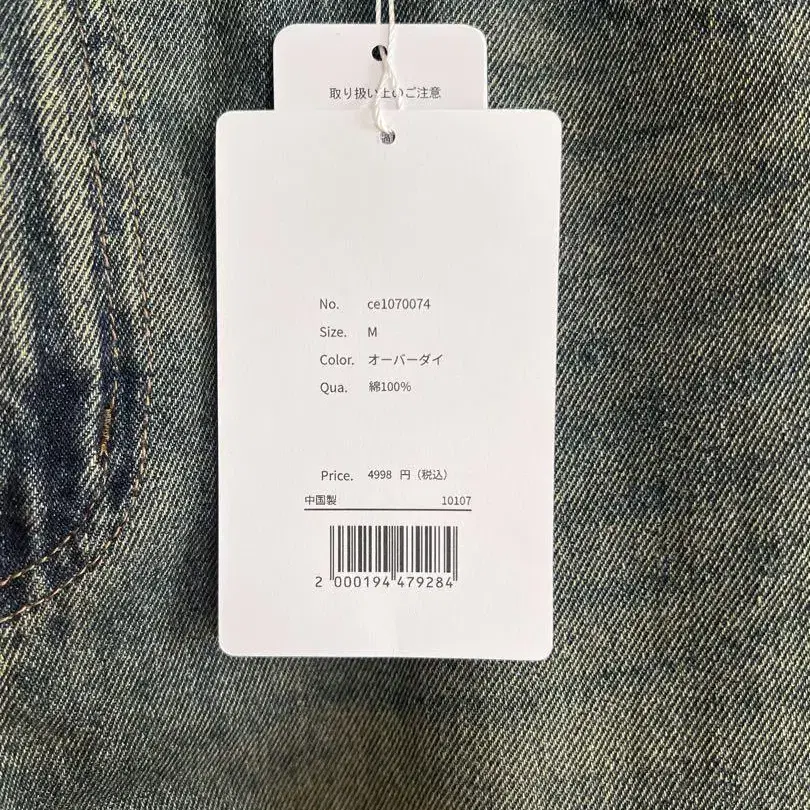 取り扱い上のご注意
No. ce1070074
Size. M
Color. オーバーダイ
Qua. 綿100%
Price. 4998 円（税込）
中国製 10107
2 000194 479284